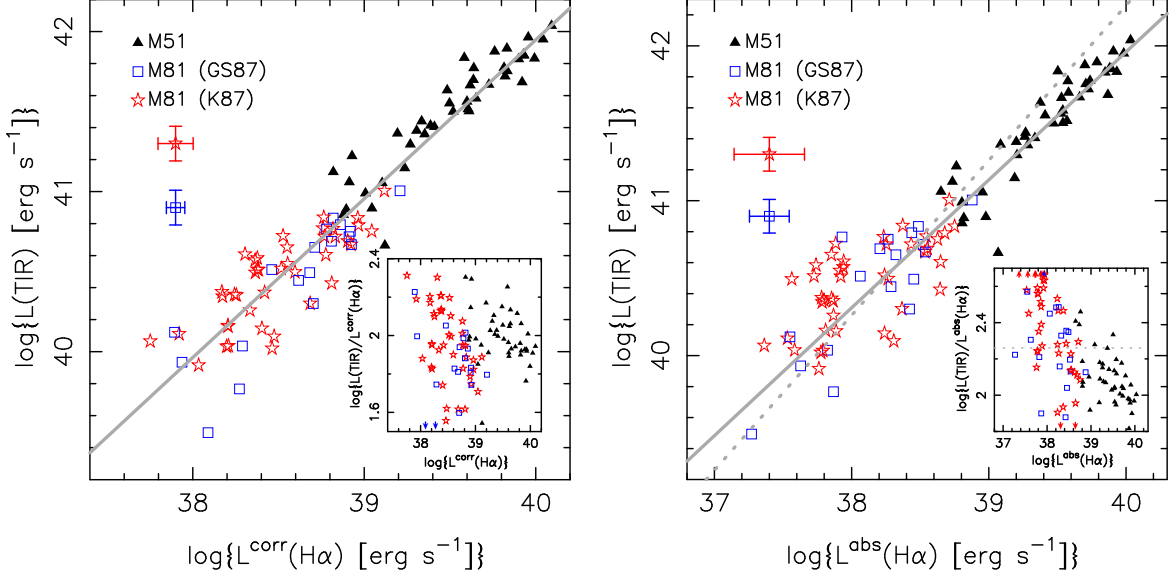 42
41
40
log{L(TIR) [erg s⁻¹]}
▲ M51
□ M81 (GS87)
☆ M81 (K87)
38
39
40
log{L^corr(Hα) [erg s⁻¹]}
2.4
2
1.6
log{L(TIR)/L^corr(Hα)}
38
39
40
log{L^corr(Hα)}
42
41
40
log{L(TIR) [erg s⁻¹]}
▲ M51
□ M81 (GS87)
☆ M81 (K87)
37
38
39
40
log{L^abs(Hα) [erg s⁻¹]}
2.4
2
log{L(TIR)/L^abs(Hα)}
37
38
39
40
log{L^abs(Hα)}